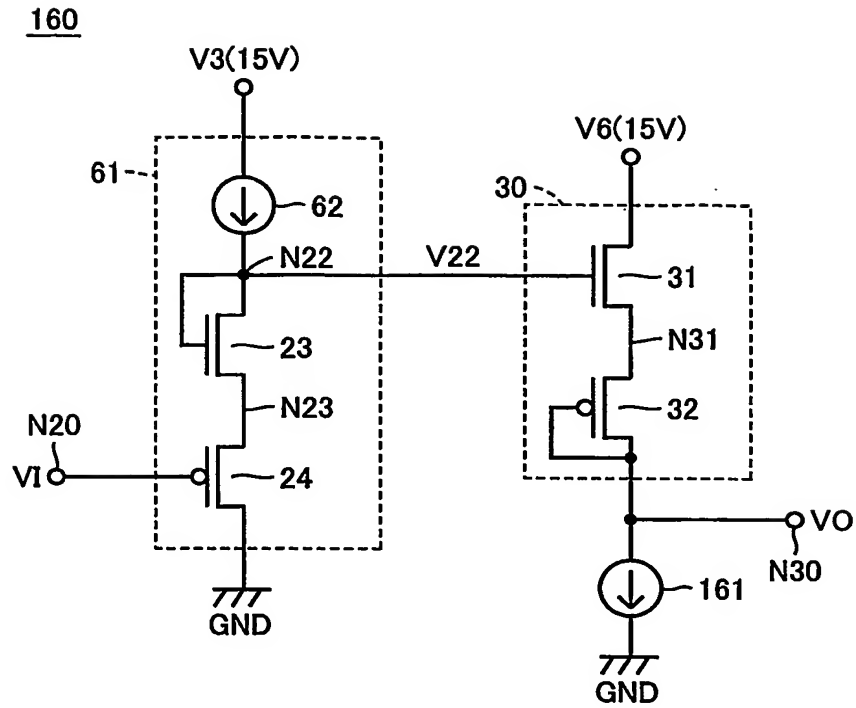 160
V3(15V)
61
62
N22
V22
23
N23
N20
VI
24
GND
V6(15V)
30
31
N31
32
VO
N30
161
GND